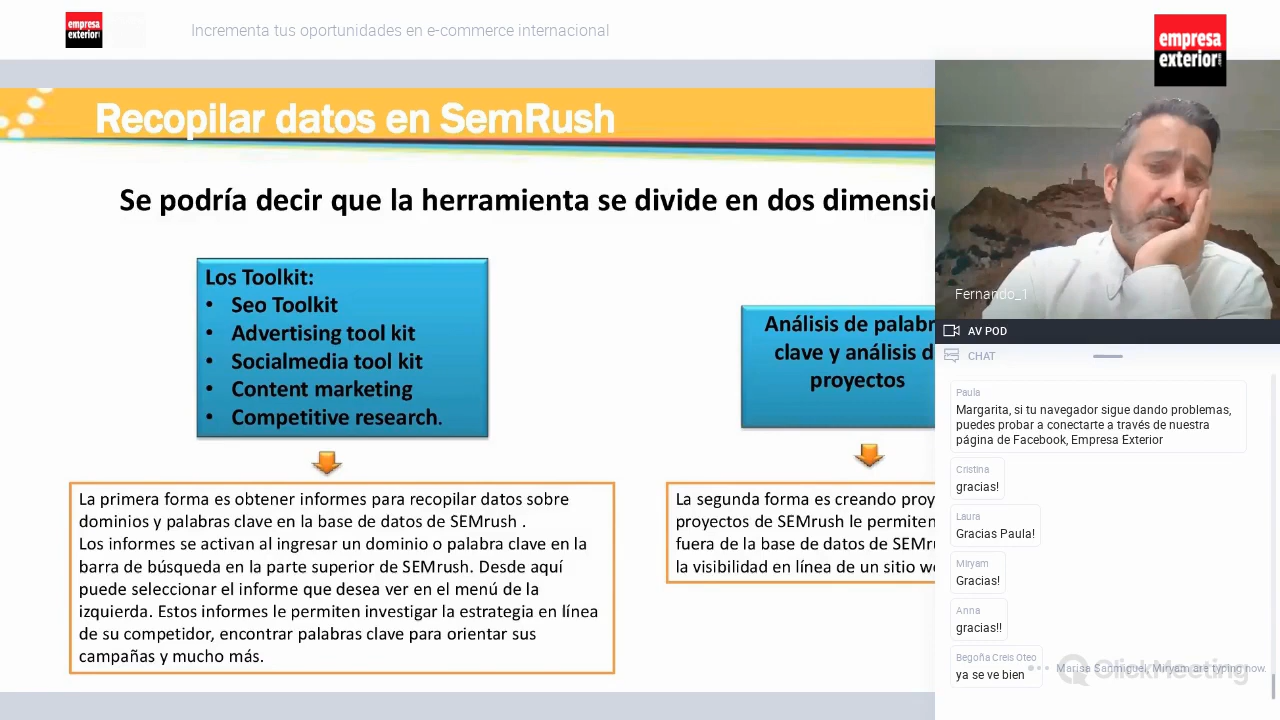 empresa
exterior
Incrementa tus oportunidades en e-commerce internacional
empresa
exterior.com
Recopilar datos en SemRush
Se podría decir que la herramienta se divide en dos dimensio
Los Toolkit:
• Seo Toolkit
• Advertising tool kit
• Socialmedia tool kit
• Content marketing
• Competitive research.
Análisis de palabr
clave y análisis d
proyectos
La primera forma es obtener informes para recopilar datos sobre
dominios y palabras clave en la base de datos de SEMrush .
Los informes se activan al ingresar un dominio o palabra clave en la
barra de búsqueda en la parte superior de SEMrush. Desde aquí
puede seleccionar el informe que desea ver en el menú de la
izquierda. Estos informes le permiten investigar la estrategia en línea
de su competidor, encontrar palabras clave para orientar sus
campañas y mucho más.
La segunda forma es creando proy
proyectos de SEMrush le permiten
fuera de la base de datos de SEMru
la visibilidad en línea de un sitio we
Fernando_1
AV POD
CHAT
Paula
Margarita, si tu navegador sigue dando problemas,
puedes probar a conectarte a través de nuestra
página de Facebook, Empresa Exterior
Cristina
gracias!
Laura
Gracias Paula!
Miryam
Gracias!
Anna
gracias!!
Begoña Creis Oteo
ya se ve bien
Marisa Sanmiguel, Miryam are typing now.
ClickMeeting